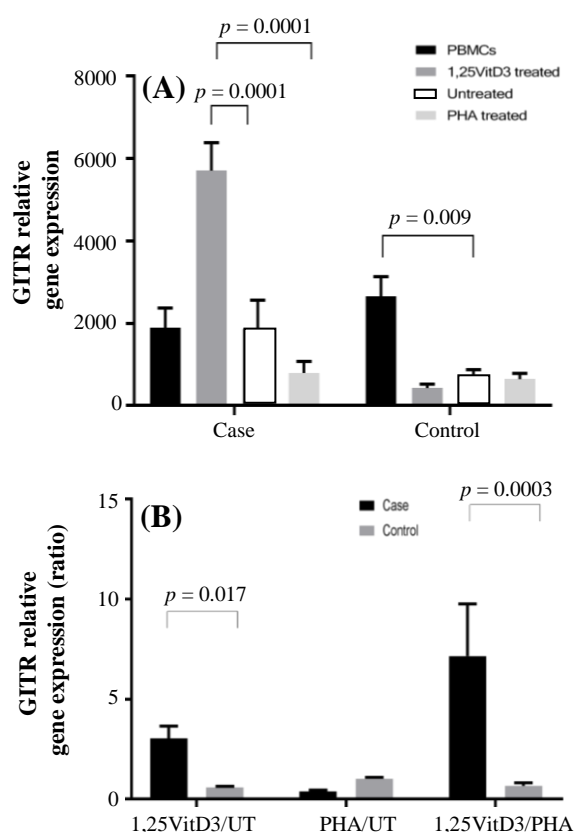 p = 0.0001
PBMCs
1,25VitD3 treated
Untreated
PHA treated
8000
(A)
p = 0.0001
6000
p = 0.009
4000
2000
0
GITR relative
gene expression
Case
Control
15
(B)
Case
Control
p = 0.0003
p = 0.017
10
5
0
GITR relative
gene expression (ratio)
1,25VitD3/UT
PHA/UT
1,25VitD3/PHA